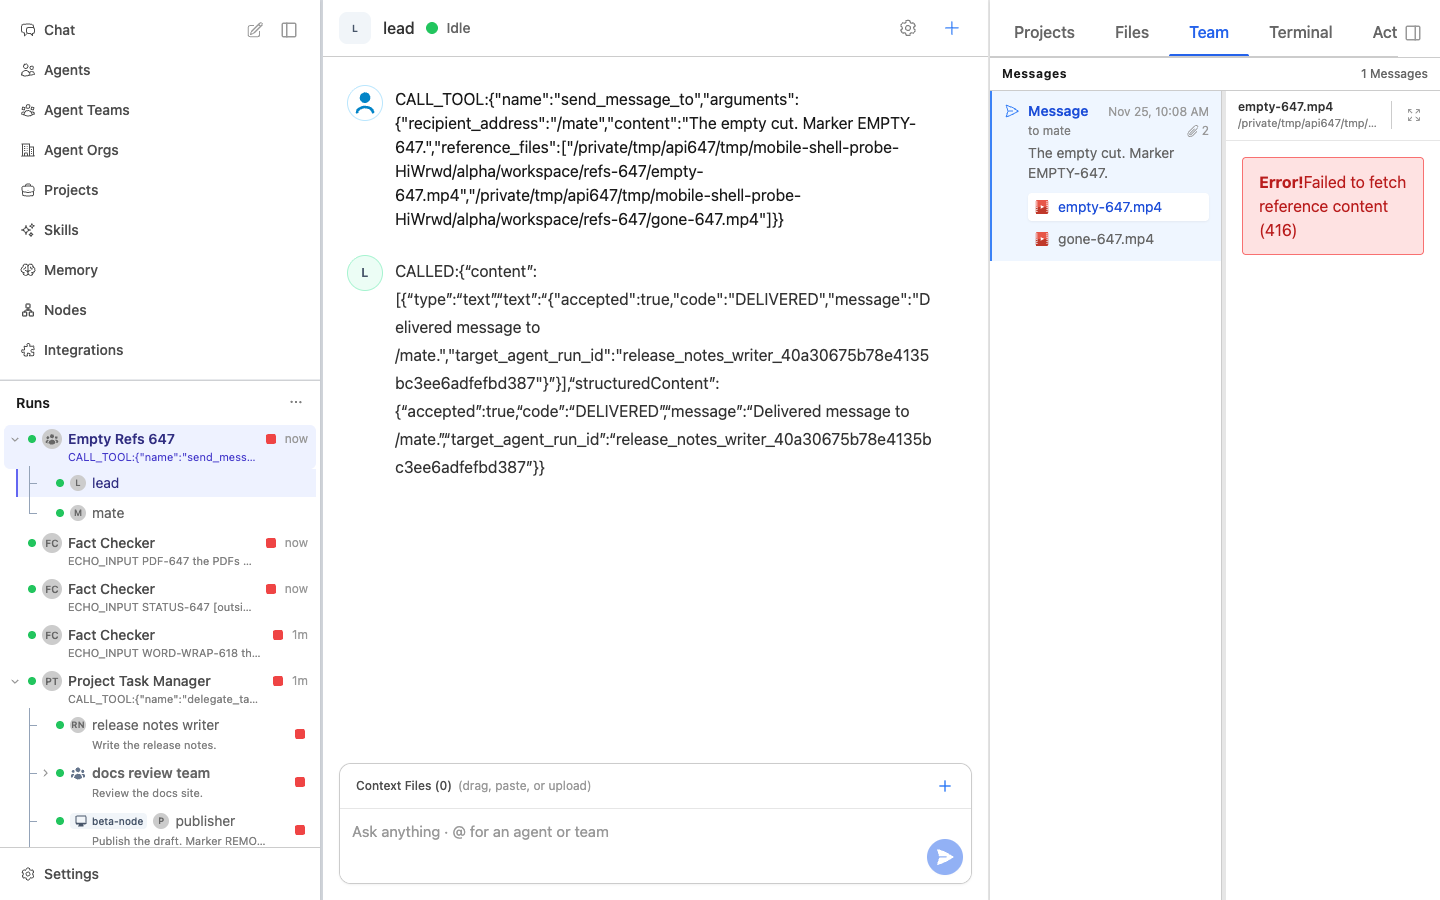 Chat
Agents
Agent Teams
Agent Orgs
Projects
Skills
Memory
Nodes
Integrations
Runs
...
Empty Refs 647
now
CALL_TOOL:{"name":"send_mess...
L
lead
M
mate
FC
Fact Checker
now
ECHO_INPUT PDF-647 the PDFs ...
FC
Fact Checker
now
ECHO_INPUT STATUS-647 [outsi...
FC
Fact Checker
1m
ECHO_INPUT WORD-WRAP-618 th...
PT
Project Task Manager
1m
CALL_TOOL:{"name":"delegate_ta...
RN
release notes writer
Write the release notes.
docs review team
Review the docs site.
beta-node
P
publisher
Publish the draft. Marker REMO...
Settings
L
lead
Idle
CALL_TOOL:{"name":"send_message_to","arguments":
{"recipient_address":"/mate","content":"The empty cut. Marker EMPTY-
647.","reference_files":["/private/tmp/api647/tmp/mobile-shell-probe-
HiWrwd/alpha/workspace/refs-647/empty-
647.mp4","/private/tmp/api647/tmp/mobile-shell-probe-
HiWrwd/alpha/workspace/refs-647/gone-647.mp4"]}}
L
CALLED:{“content”:
[{“type”:“text”,“text”:“{"accepted":true,"code":"DELIVERED","message":"D
elivered message to
/mate.","target_agent_run_id":"release_notes_writer_40a30675b78e4135
bc3ee6adfefbd387"}”}],“structuredContent”:
{“accepted”:true,“code”:“DELIVERED”,“message”:“Delivered message to
/mate.”,“target_agent_run_id”:“release_notes_writer_40a30675b78e4135b
c3ee6adfefbd387”}}
Context Files (0) (drag, paste, or upload)
Ask anything · @ for an agent or team
Projects
Files
Team
Terminal
Act
Messages
1 Messages
Message
Nov 25, 10:08 AM
to mate
2
The empty cut. Marker
EMPTY-647.
empty-647.mp4
gone-647.mp4
empty-647.mp4
/private/tmp/api647/tmp/...
Error!Failed to fetch
reference content
(416)